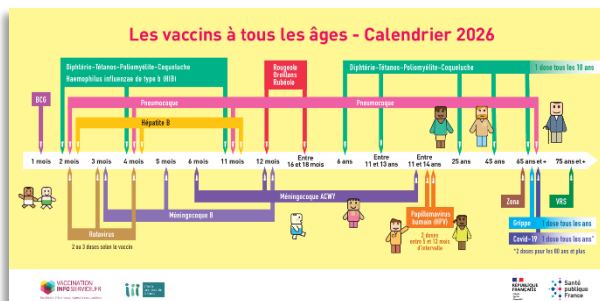 Les vaccins à tous les âges - Calendrier 2026
Diphtérie-Tétanos-Poliomyélite-Coqueluche
Haemophilus influenzae de type b (HIB)
Rougeole
Oreillons
Rubéole
Diphtérie-Tétanos-Poliomyélite-Coqueluche
1 dose tous les 10 ans
BCG
Pneumocoque
Pneumocoque
Hépatite B
1 mois
2 mois
3 mois
4 mois
5 mois
6 mois
11 mois
12 mois
Entre
16 et 18 mois
6 ans
Entre
11 et 13 ans
Entre
11 et 14 ans
25 ans
45 ans
65 ans et +
75 ans et +
Méningocoque ACWY
Zona
VRS
Méningocoque B
Papillomavirus
humain (HPV)
Grippe
1 dose tous les ans
Rotavirus
2 ou 3 doses selon le vaccin
2 doses
entre 5 et 13 mois
d'intervalle
Covid-19
1 dose tous les ans*
*2 doses pour les 80 ans et plus
VACCINATION
INFO SERVICE.FR
RÉPUBLIQUE
FRANÇAISE
Santé
publique
France